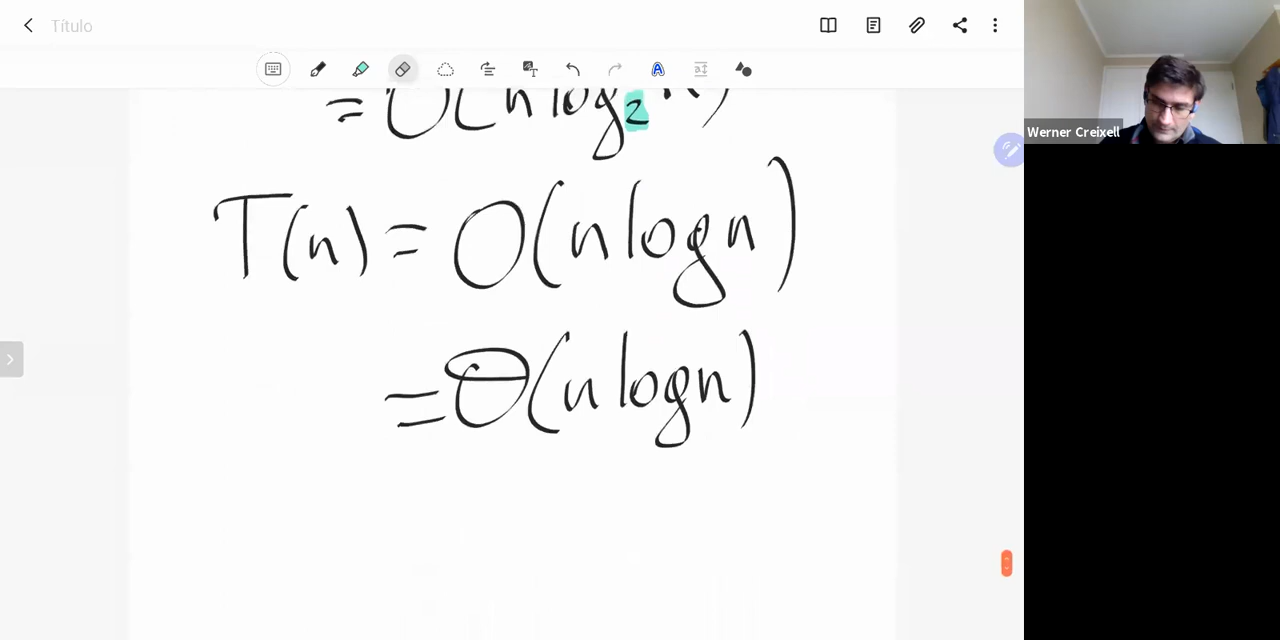 Título
= O(n log₂ n)
Werner Creixell
T(n) = O(n log n)
= Θ(n log n)